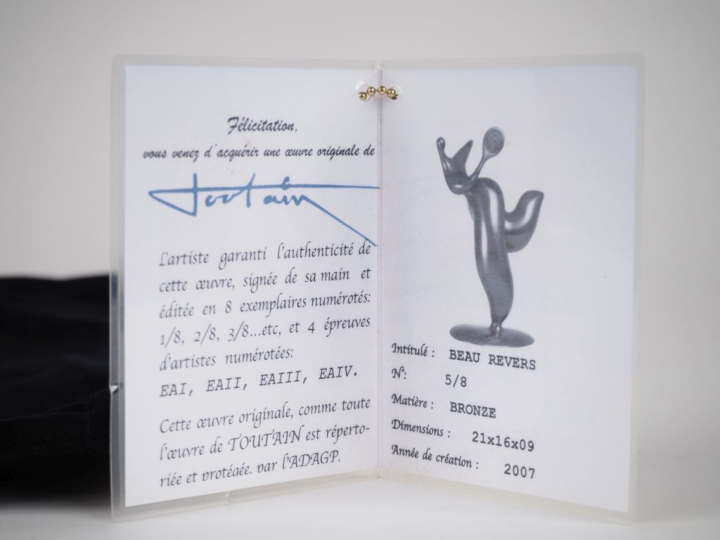 Félicitation,
vous venez d'acquérir une œuvre originale de
Toutain
L'artiste garanti l'authenticité de
cette œuvre, signée de sa main et
éditée en 8 exemplaires numérotés:
1/8, 2/8, 3/8...etc, et 4 épreuves
d'artistes numérotées:
EAI, EAII, EAIII, EAIV.
Cette œuvre originale, comme toute
l'œuvre de TOUTAIN est réperto-
riée et protégée, par l'ADAGP.
Intitulé : BEAU REVERS
N°: 5/8
Matière : BRONZE
Dimensions : 21x16x09
Année de création : 2007